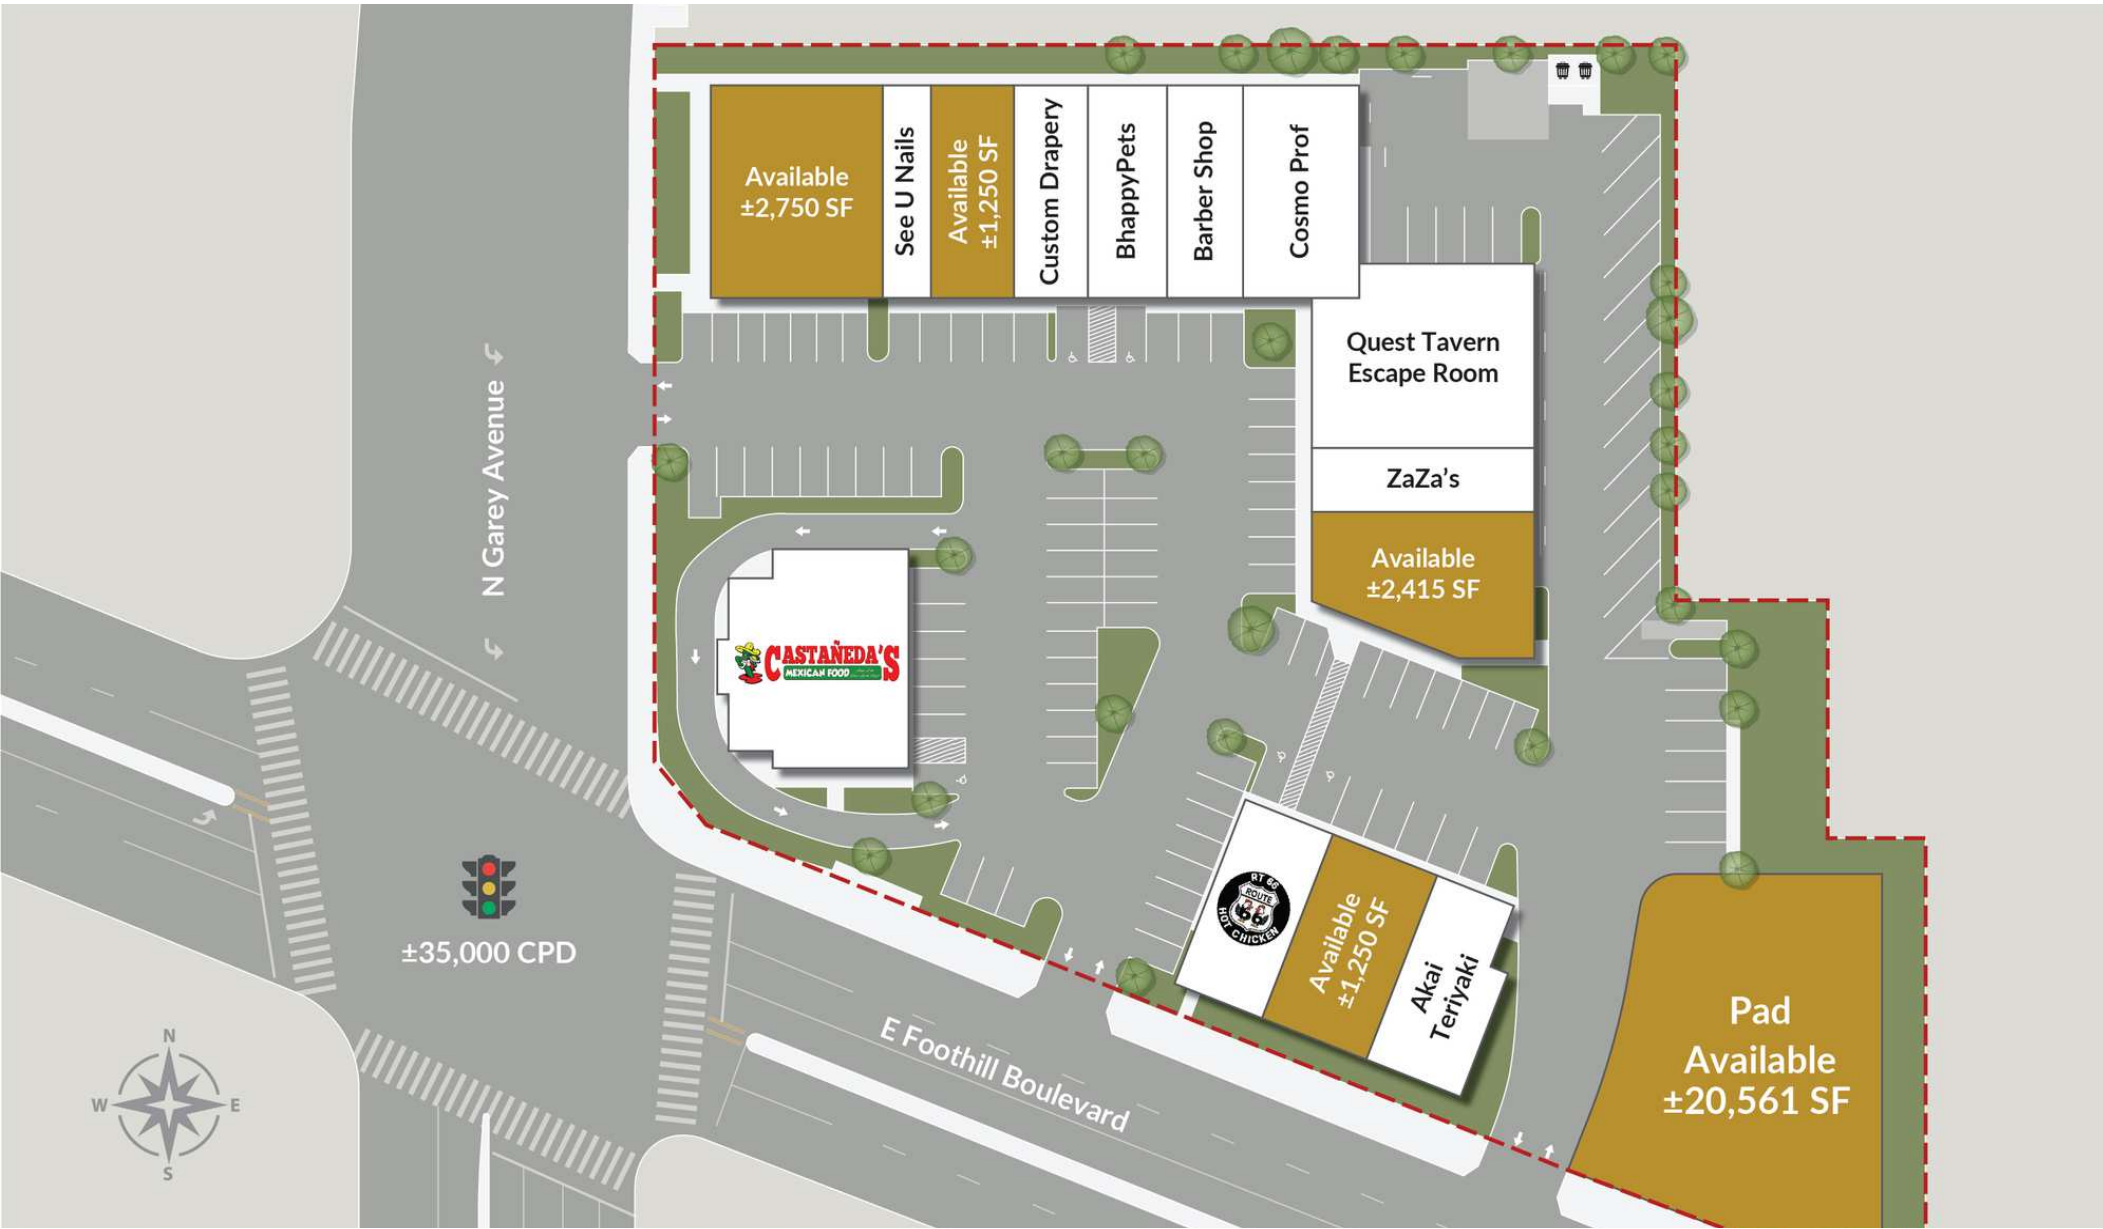 Available
±2,750 SF
See U Nails
Available
±1,250 SF
Custom Drapery
BhappyPets
Barber Shop
Cosmo Prof
Quest Tavern
Escape Room
ZaZa's
Available
±2,415 SF
N Garey Avenue
CASTAÑEDA'S
MEXICAN FOOD
RT 66
ROUTE
66
HOT CHICKEN
Available
±1,250 SF
Akai
Teriyaki
±35,000 CPD
E Foothill Boulevard
Pad
Available
±20,561 SF
N
W
E
S